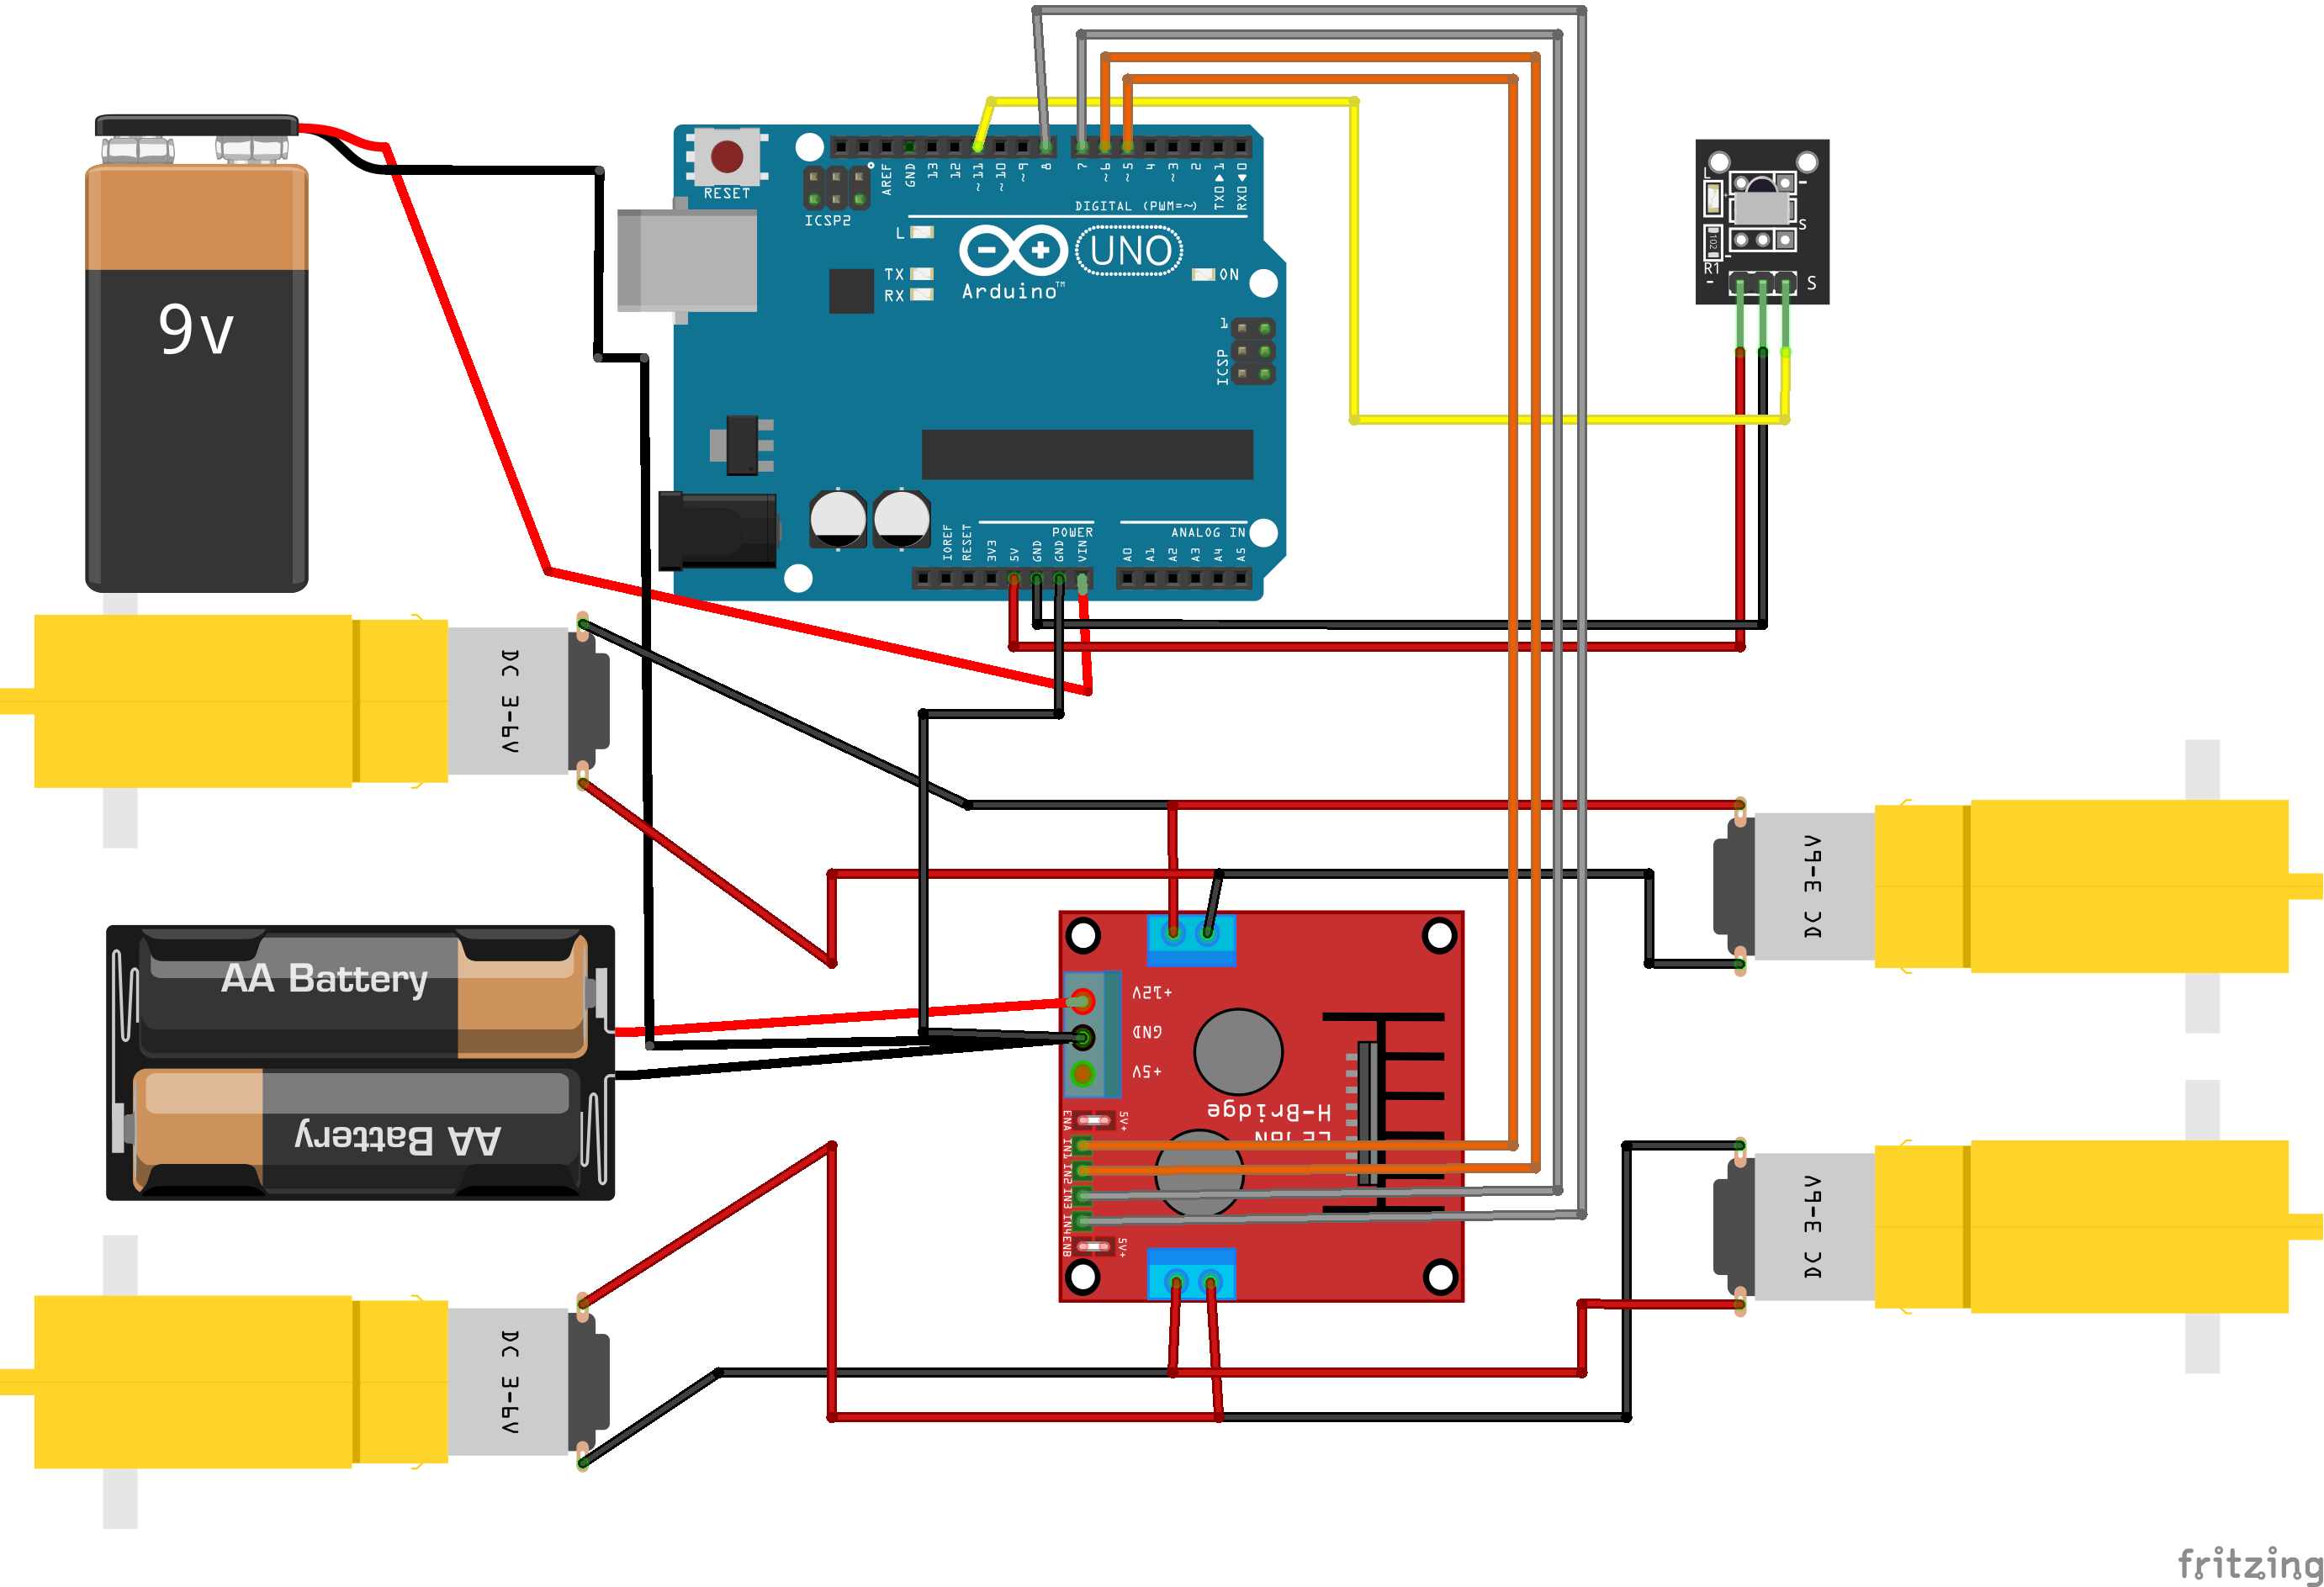 9v
RESET
ICSP2
AREF
GND
13
12
~11
~10
~9
8
7
~6
~5
4
~3
2
TX0▶1
RX0◀0
DIGITAL (PWM=~)
L
TX
RX
UNO
ON
Arduino™
1
ICSP
IOREF
RESET
3V3
5V
GND
GND
VIN
POWER
ANALOG IN
A0
A1
A2
A3
A4
A5
L
-
S
102
R1
-
-
S
DC 3-6V
DC 3-6V
AA Battery
AA Battery
+12V
GND
+5V
H-Bridge
ENA
5V+
IN1
IN2
IN3
IN4
ENB
5V+
DC 3-6V
DC 3-6V
fritzing